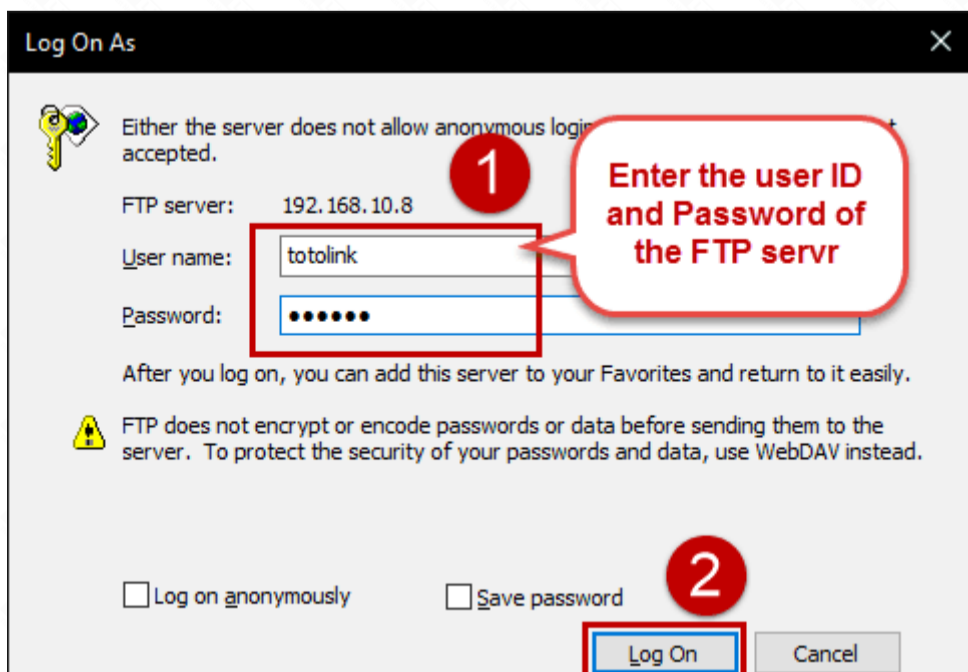 Log On As
Either the server does not allow anonymous login
accepted.
1
Enter the user ID
and Password of
the FTP servr
FTP server: 192.168.10.8
User name: totolink
Password: ●●●●●●
After you log on, you can add this server to your Favorites and return to it easily.
FTP does not encrypt or encode passwords or data before sending them to the
server. To protect the security of your passwords and data, use WebDAV instead.
Log on anonymously
Save password
2
Log On
Cancel